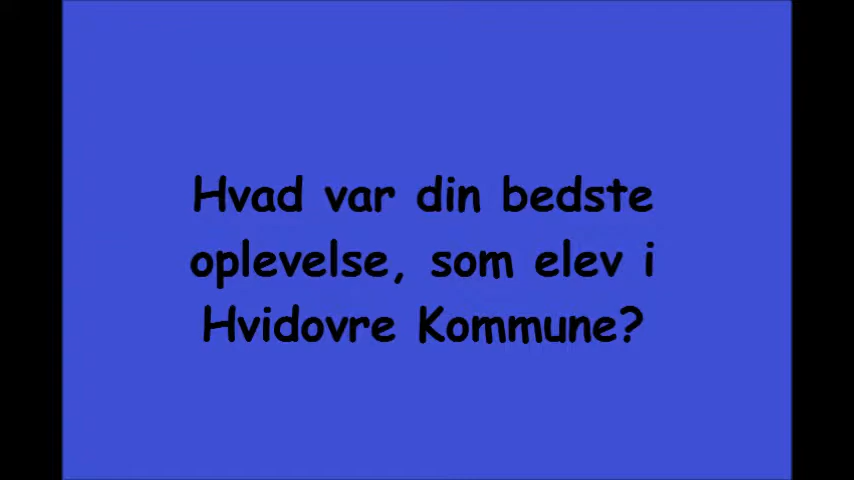 Hvad var din bedste
oplevelse, som elev i
Hvidovre Kommune?